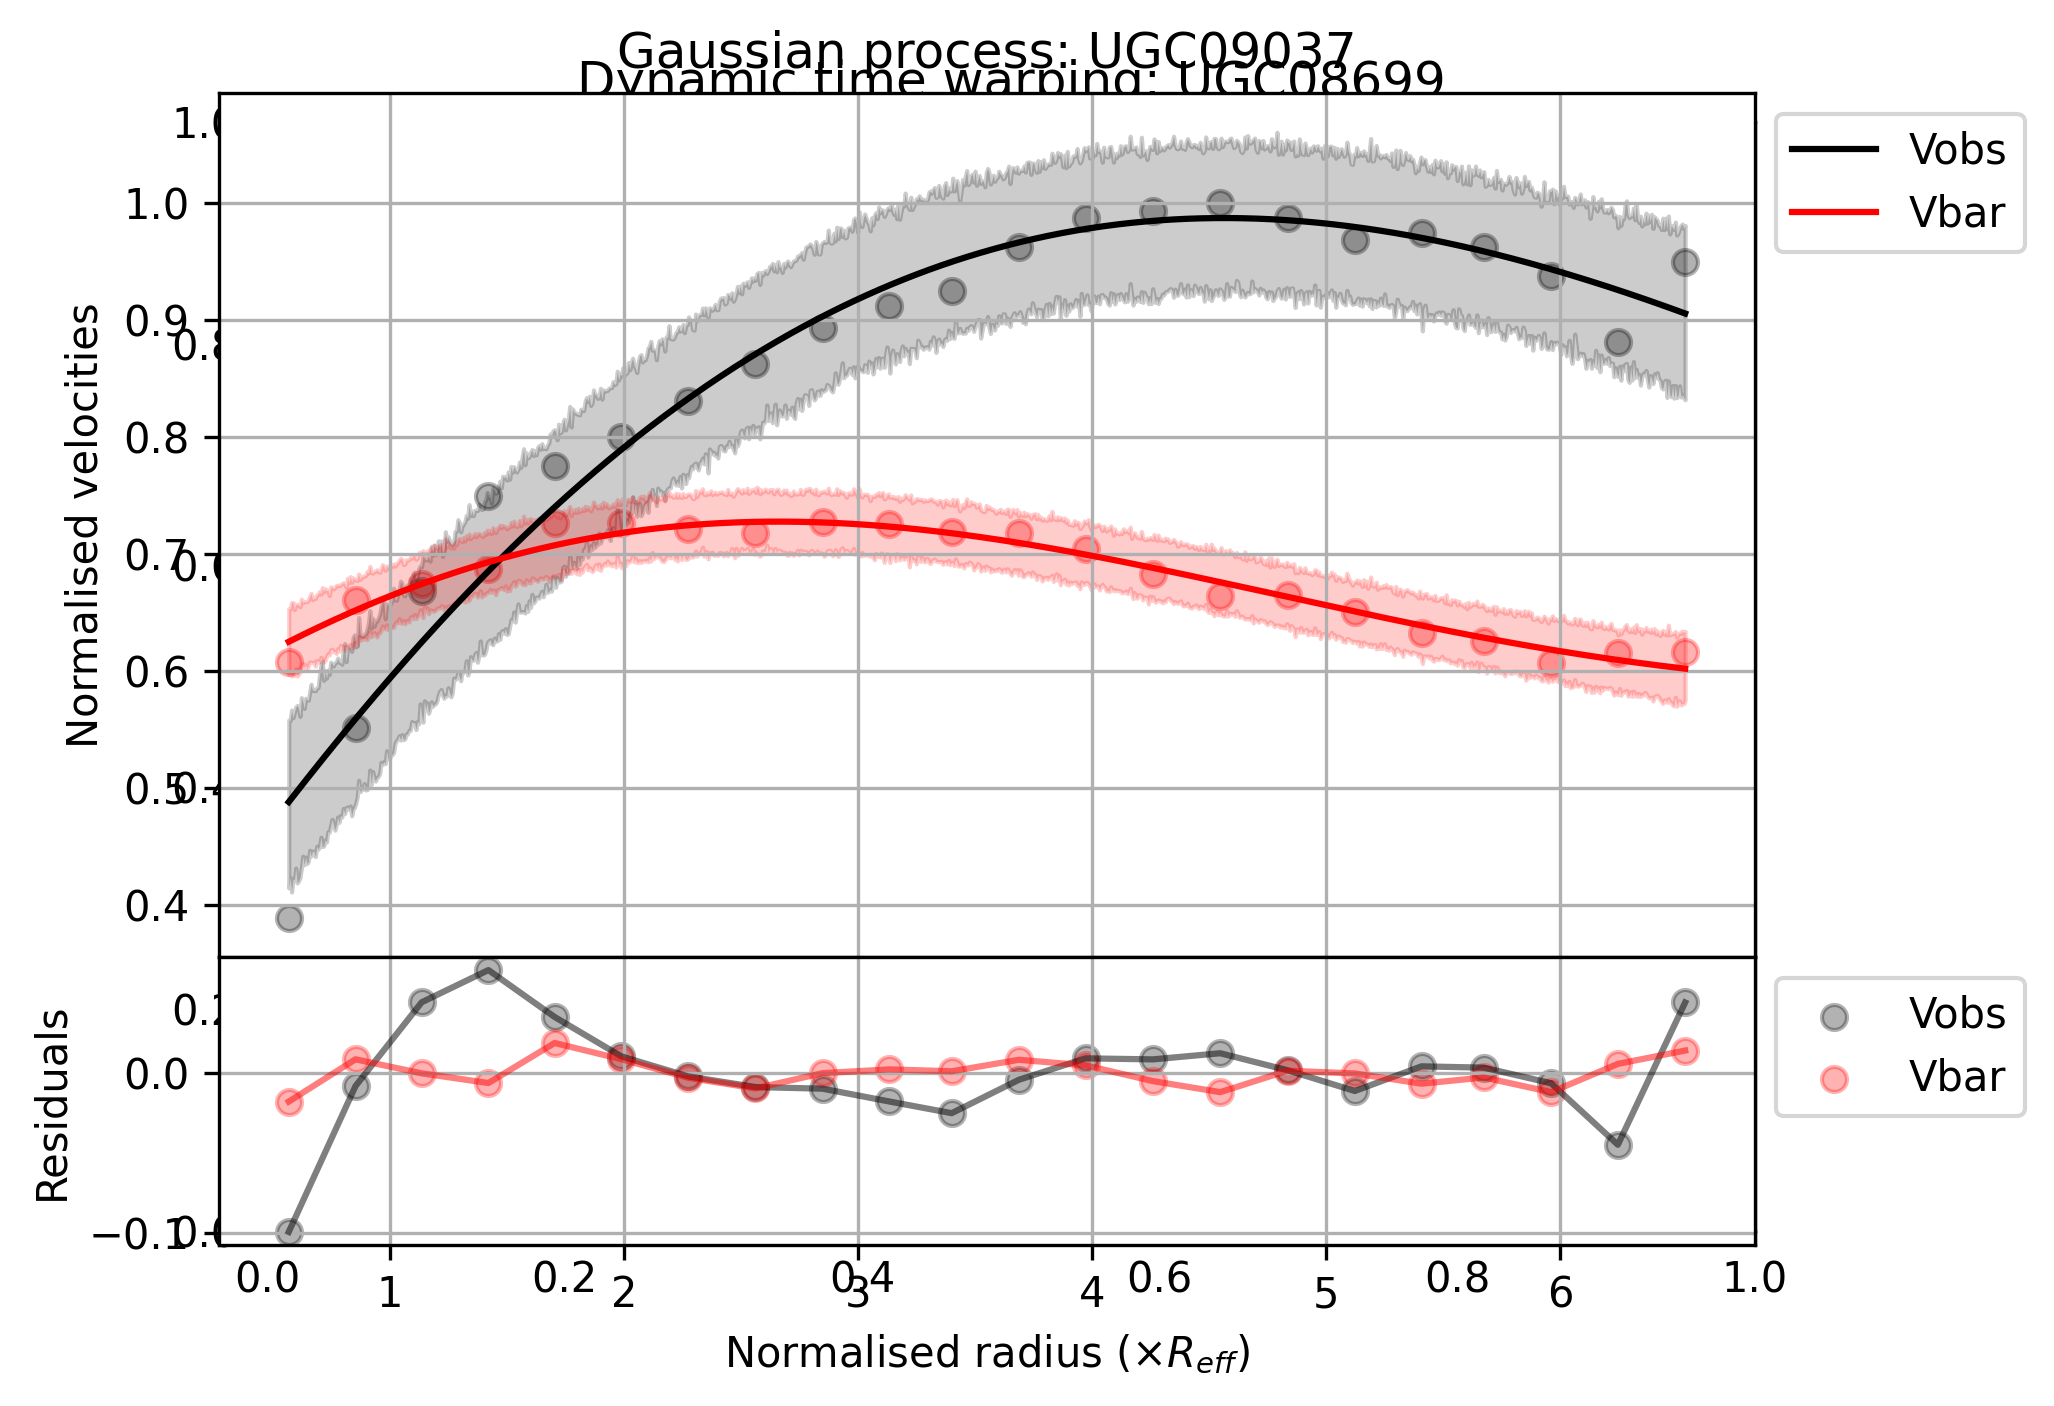 Gaussian process: UGC09037
Dynamic time warping: UGC08699
Normalised velocities
1.0
0.9
0.8
0.7
0.6
0.5
0.4
Vobs
Vbar
Residuals
0.0
−0.1
Vobs
Vbar
0.0
0.2
0.4
0.6
0.8
1.0
1
2
3
4
5
6
Normalised radius (×R_eff)